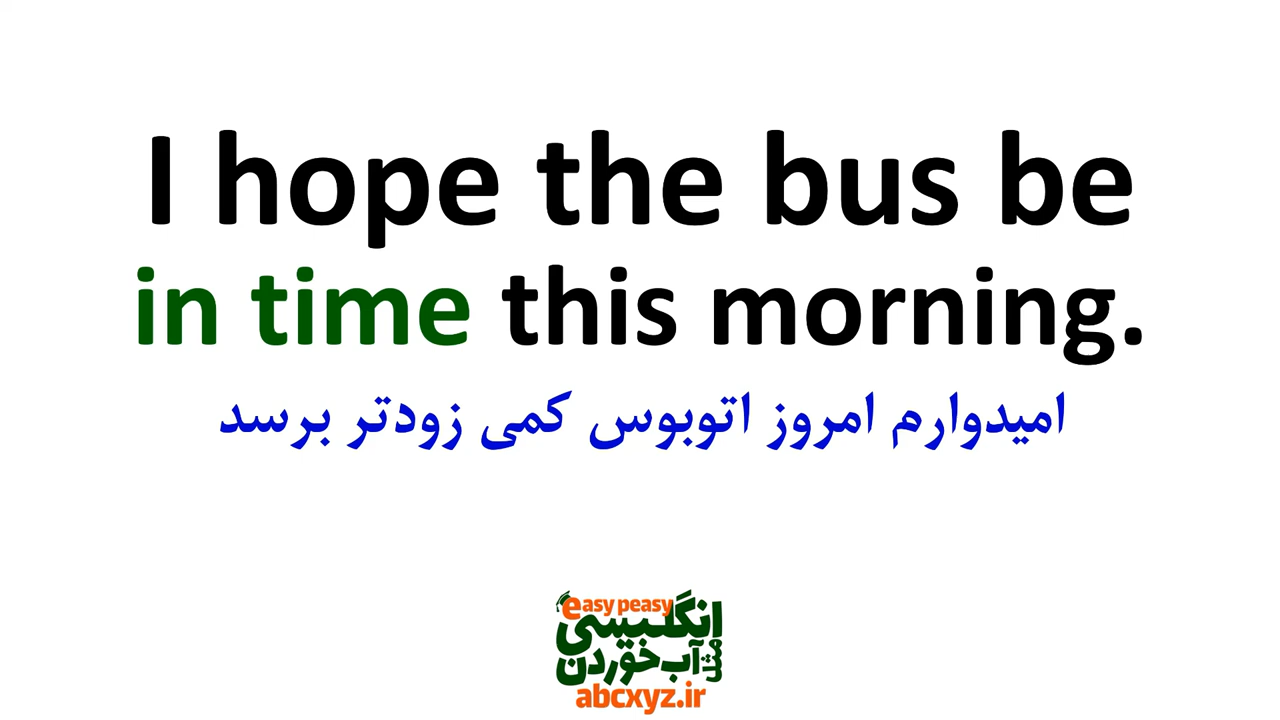 I hope the bus be
in time this morning.
امیدوارم امروز اتوبوس کمی زودتر برسد
easy peasy
انگلیسی
مثل آب خوردن
abcxyz.ir